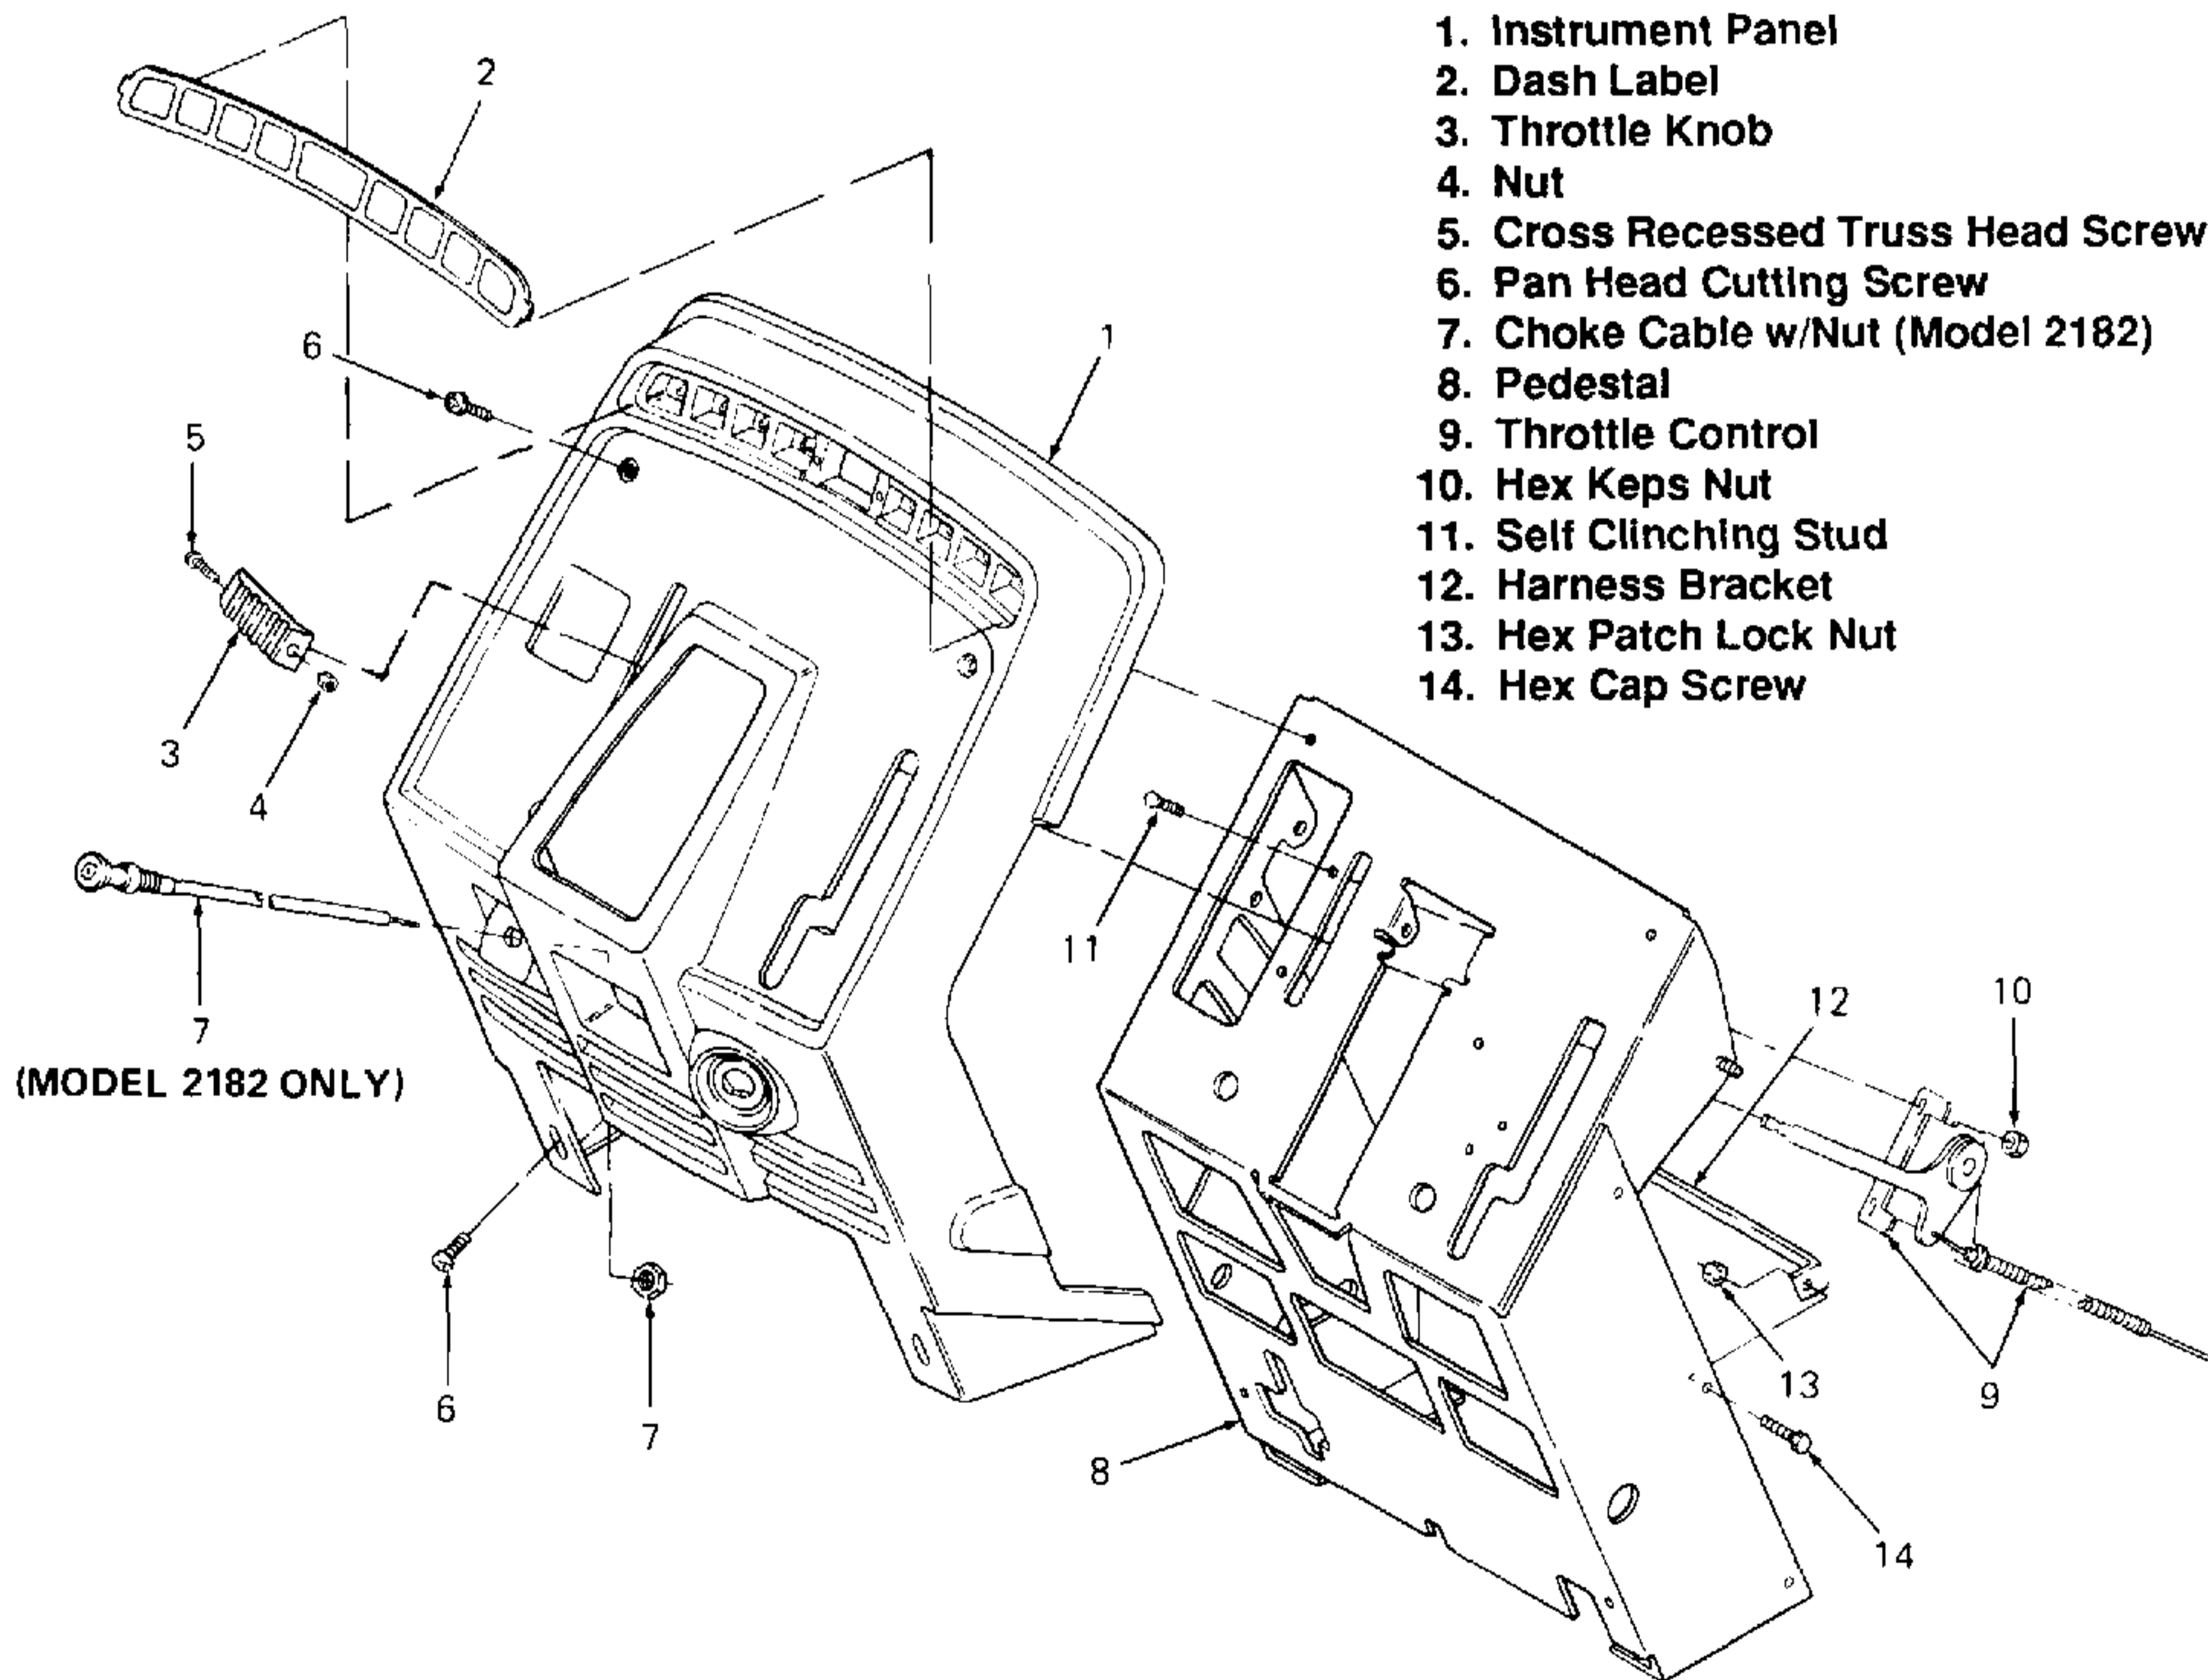 1. Instrument Panel
2. Dash Label
3. Throttle Knob
4. Nut
5. Cross Recessed Truss Head Screw
6. Pan Head Cutting Screw
7. Choke Cable w/Nut (Model 2182)
8. Pedestal
9. Throttle Control
10. Hex Keps Nut
11. Self Clinching Stud
12. Harness Bracket
13. Hex Patch Lock Nut
14. Hex Cap Screw
2
1
6
5
3
4
11
12
10
7
(MODEL 2182 ONLY)
13
9
6
7
8
14